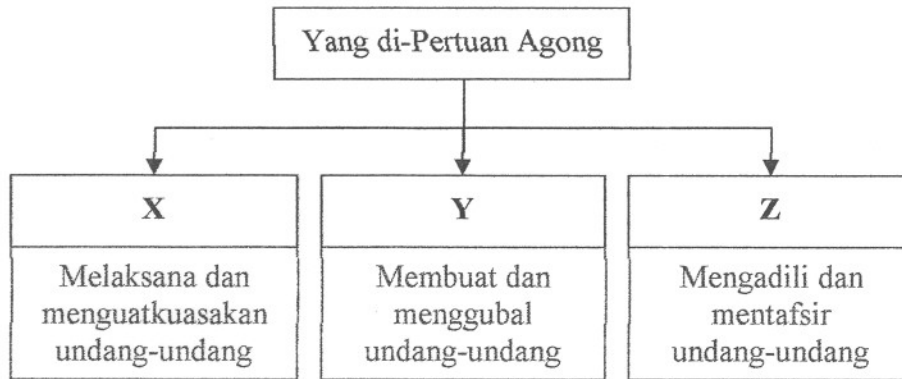 Yang di-Pertuan Agong
X
Melaksana dan
menguatkuasakan
undang-undang
Y
Membuat dan
menggubal
undang-undang
Z
Mengadili dan
mentafsir
undang-undang